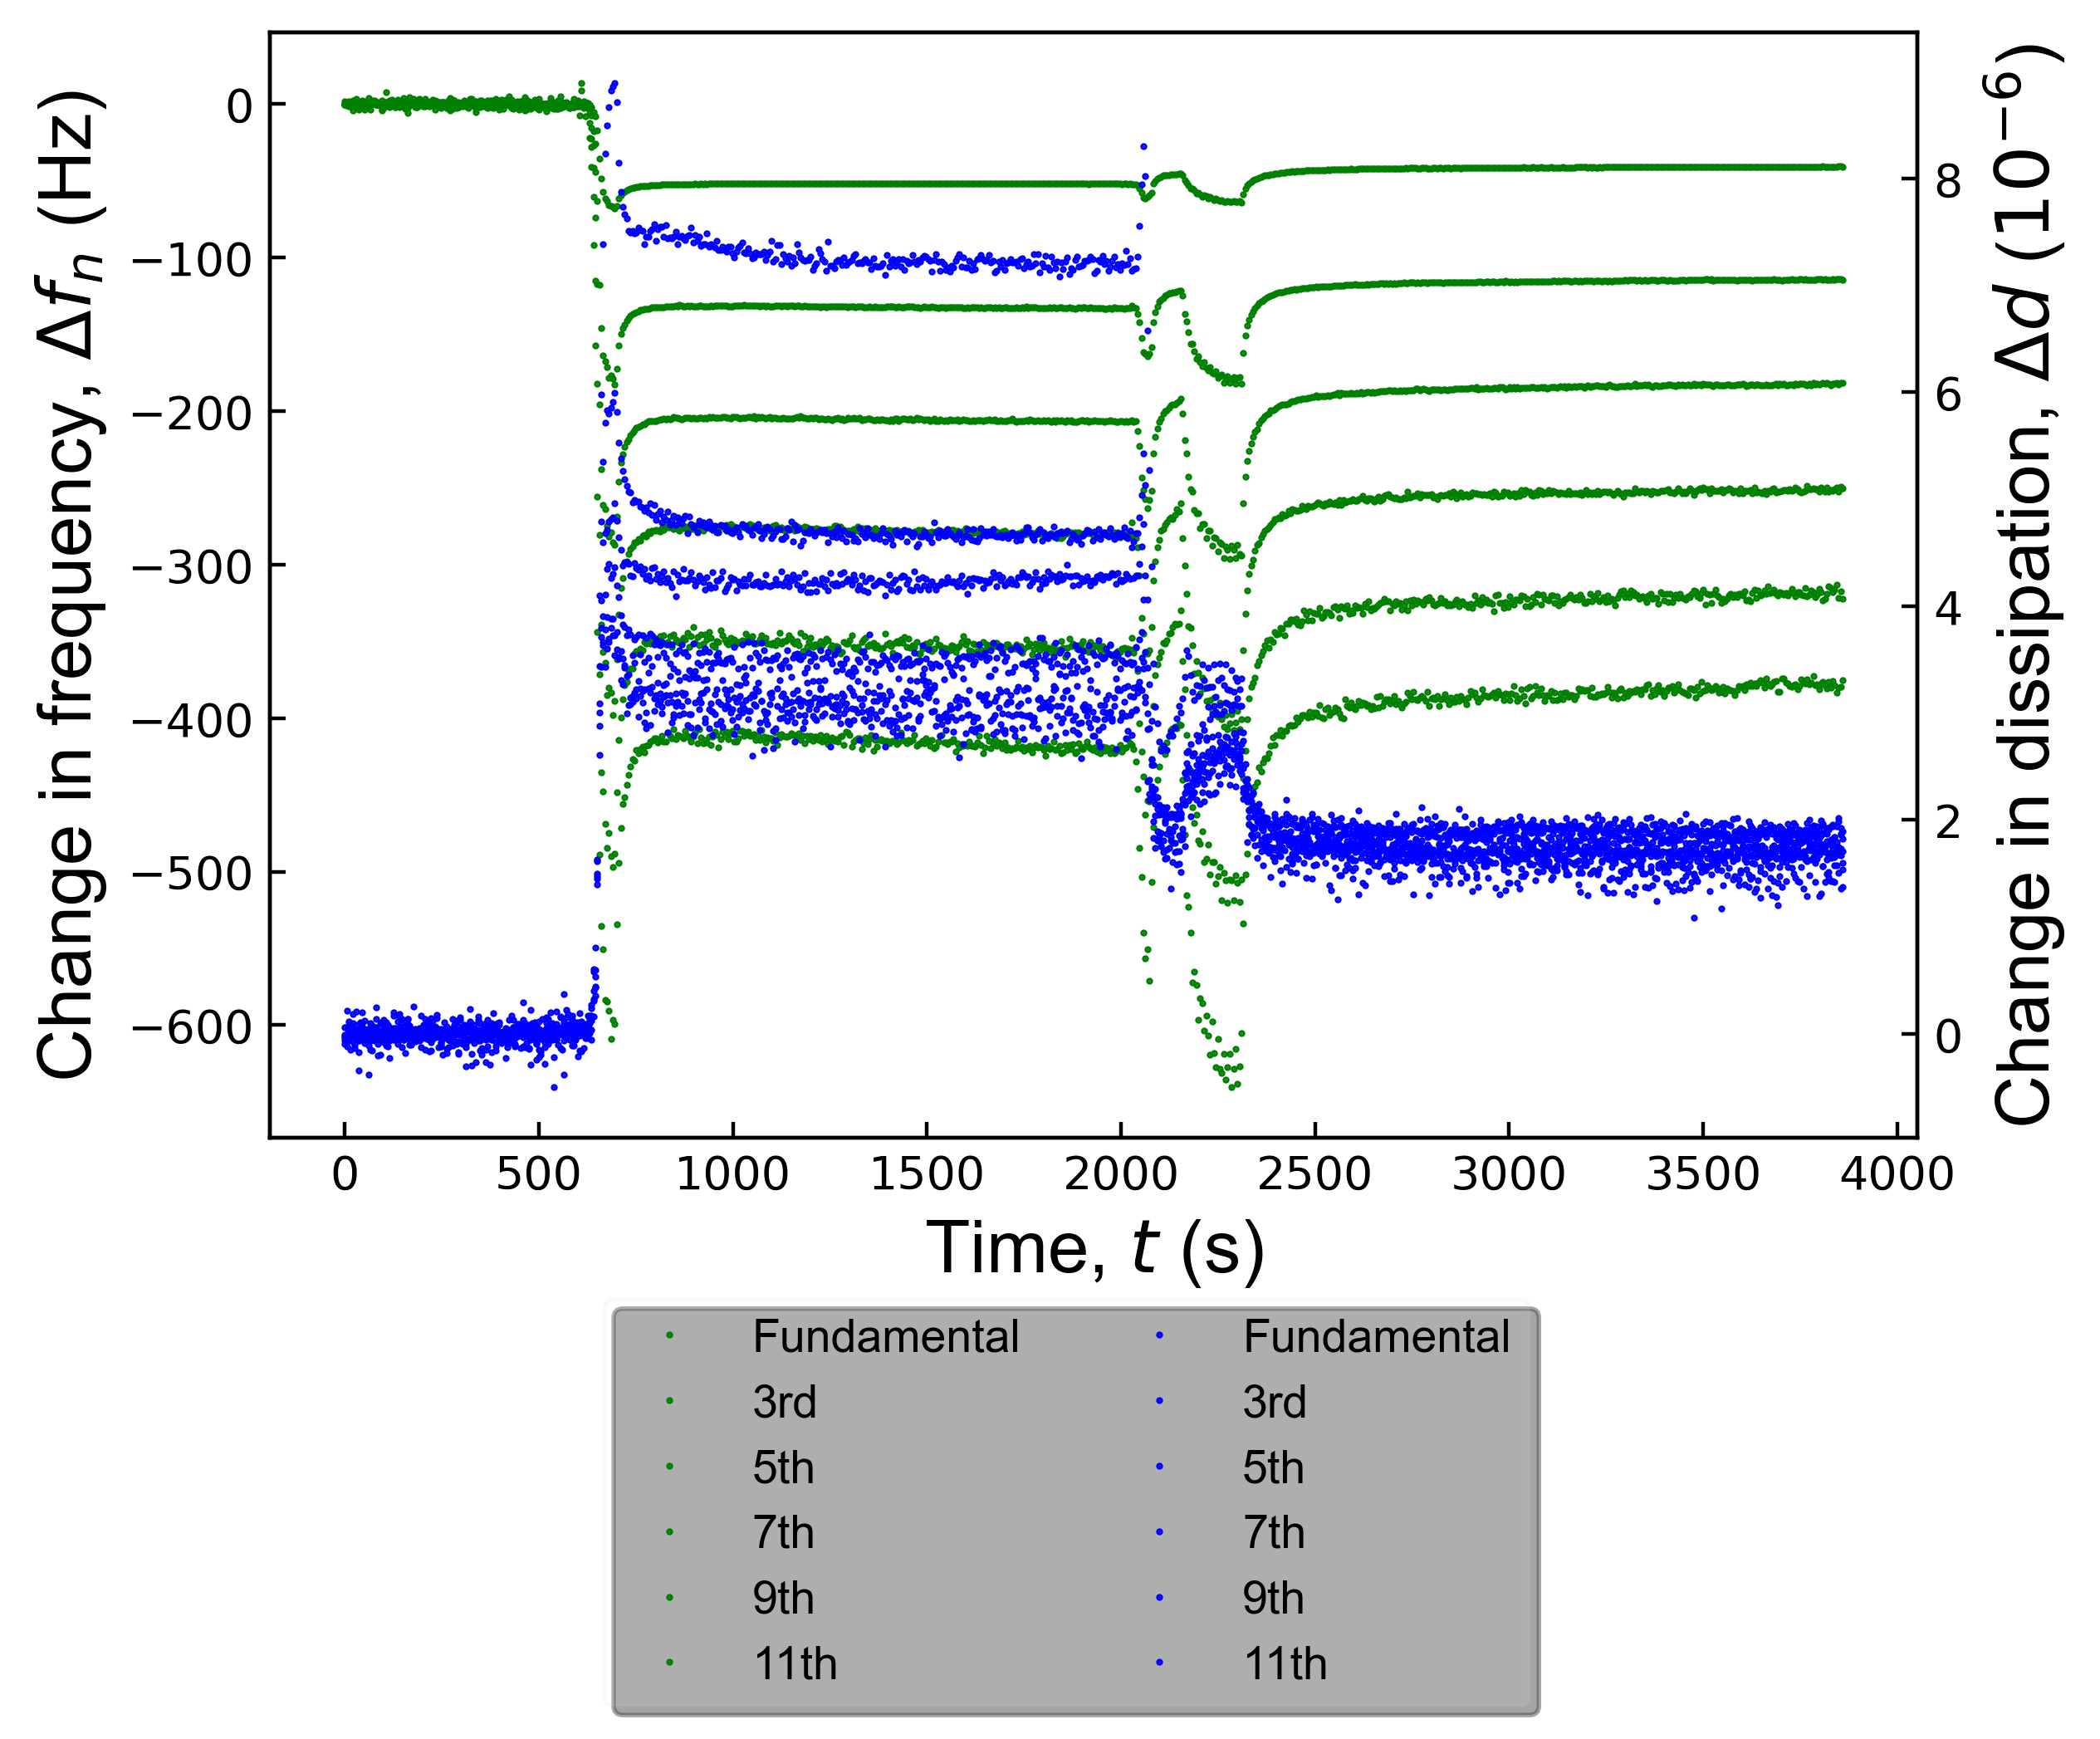 Change in frequency, Δfₙ (Hz)
0
−100
−200
−300
−400
−500
−600
Change in dissipation, Δd (10⁻⁶)
8
6
4
2
0
0 500 1000 1500 2000 2500 3000 3500 4000
Time, t (s)
Fundamental Fundamental
3rd 3rd
5th 5th
7th 7th
9th 9th
11th 11th